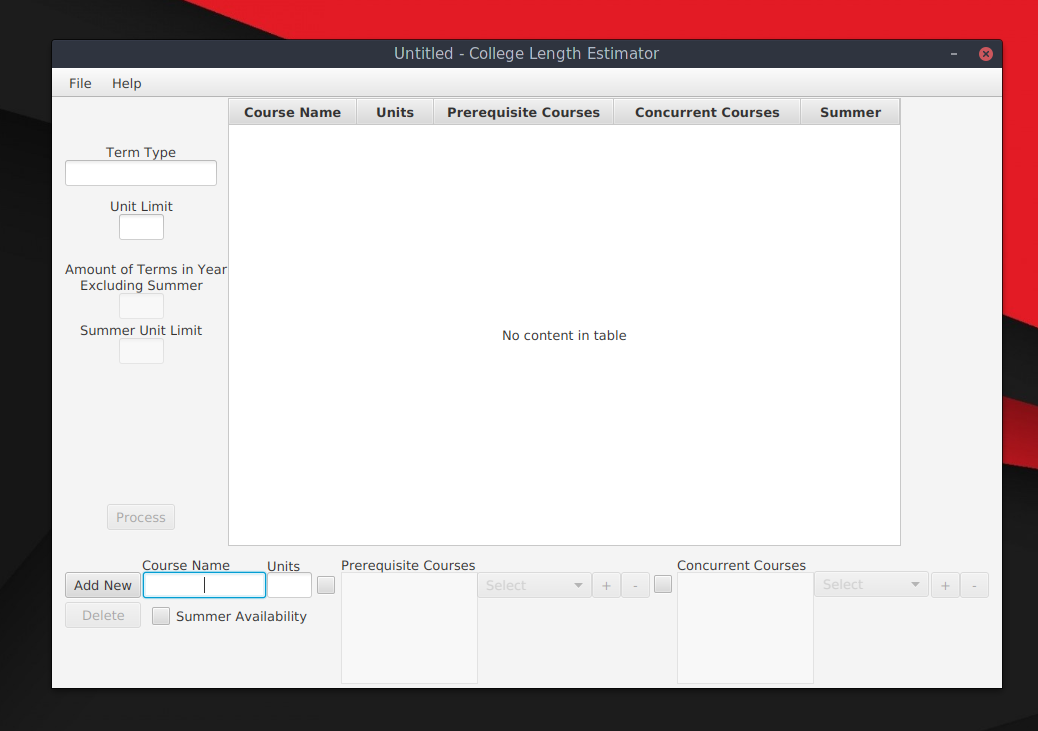 Untitled - College Length Estimator
File Help
Course Name Units Prerequisite Courses Concurrent Courses Summer
Term Type
Unit Limit
Amount of Terms in Year
Excluding Summer
Summer Unit Limit
No content in table
Process
Course Name Units Prerequisite Courses Concurrent Courses
Add New Select + - Select + -
Delete Summer Availability